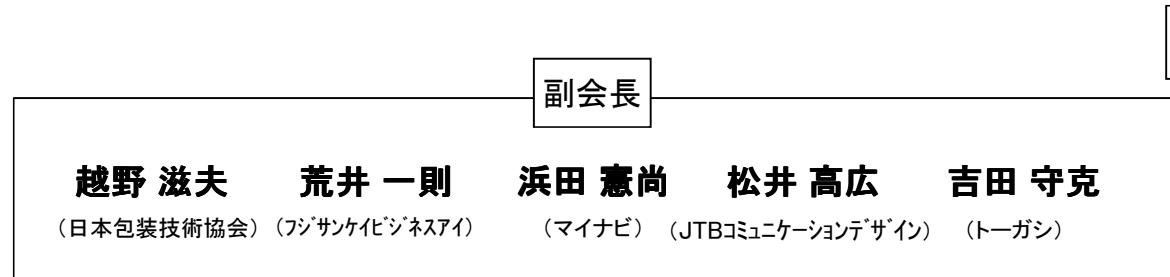 副会長
越野 滋夫 荒井 一則 浜田 憲尚 松井 高広 吉田 守克
（日本包装技術協会） （フジサンケイビジネスアイ） （マイナビ） （JTBコミュニケーションデザイン） （トーガシ）